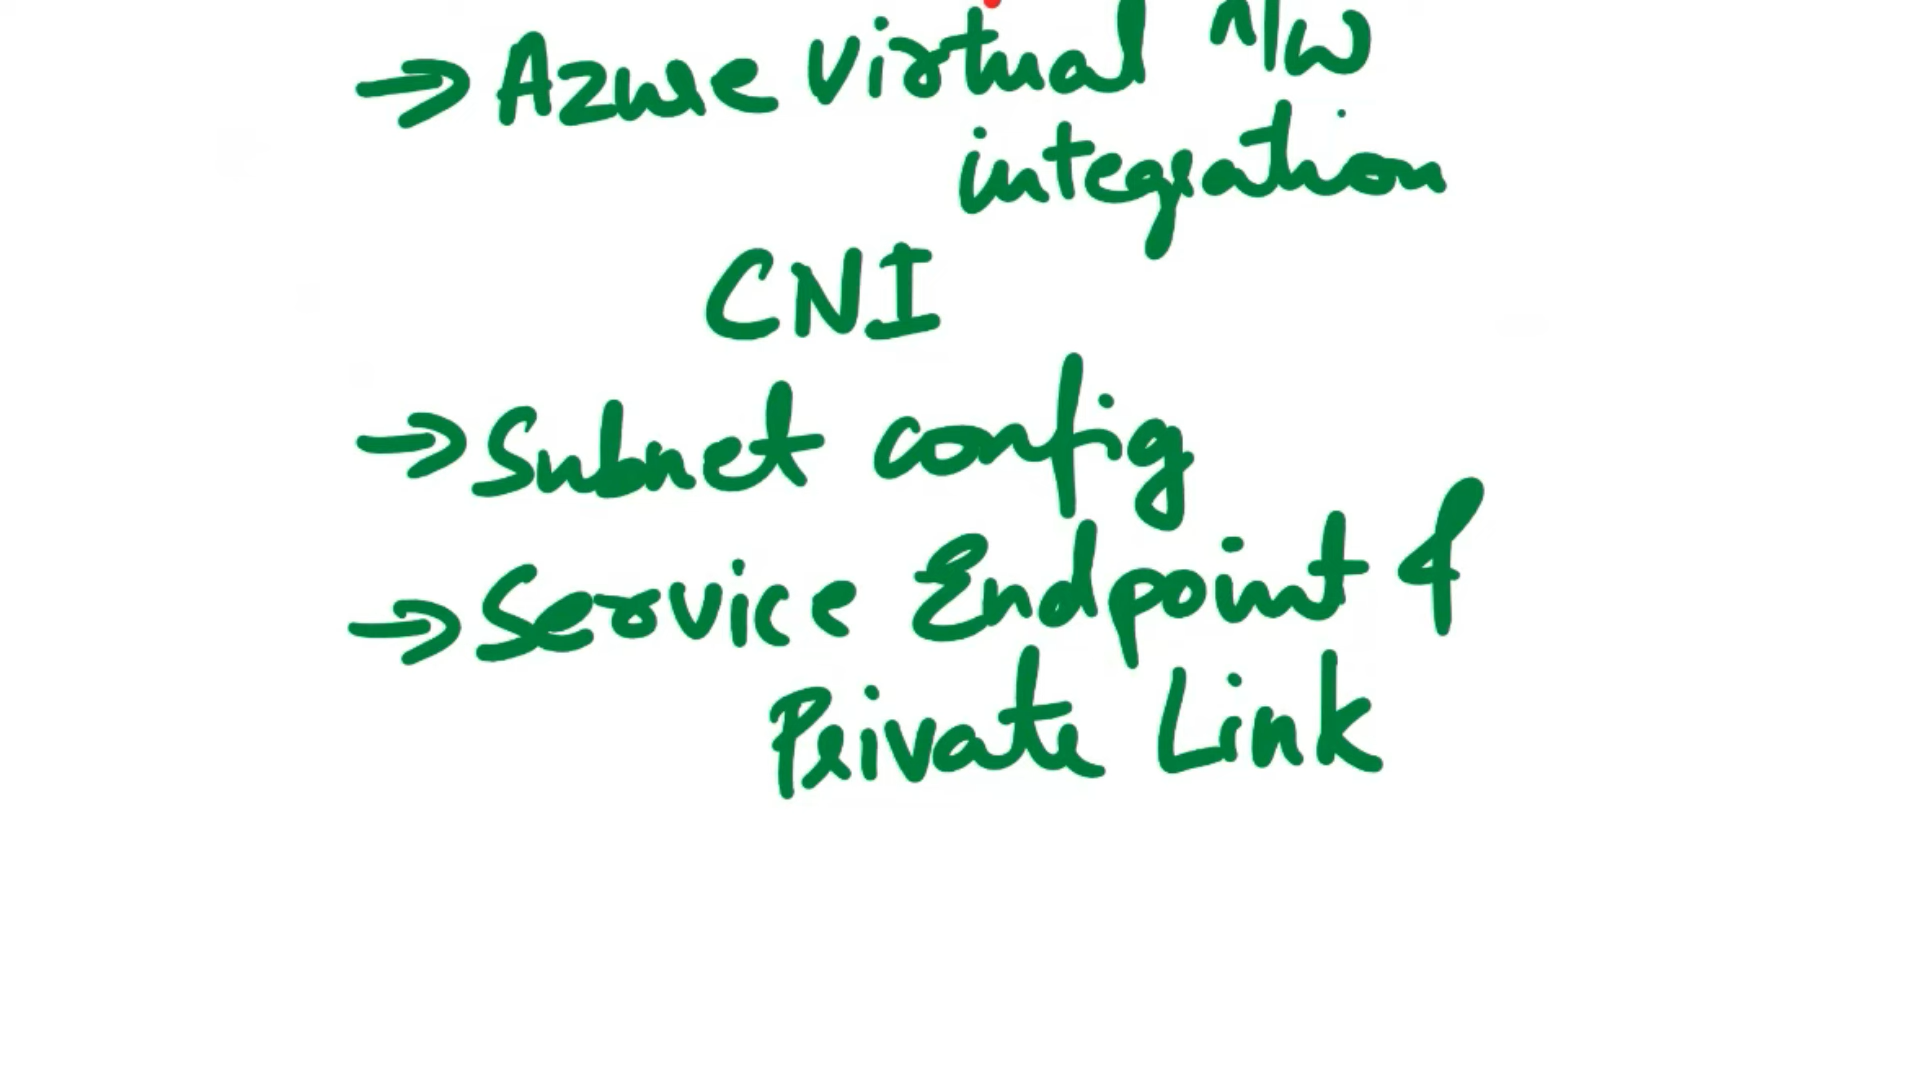 → Azure Virtual n/w
integration
CNI
→ Subnet config
→ Service Endpoint &
Private Link